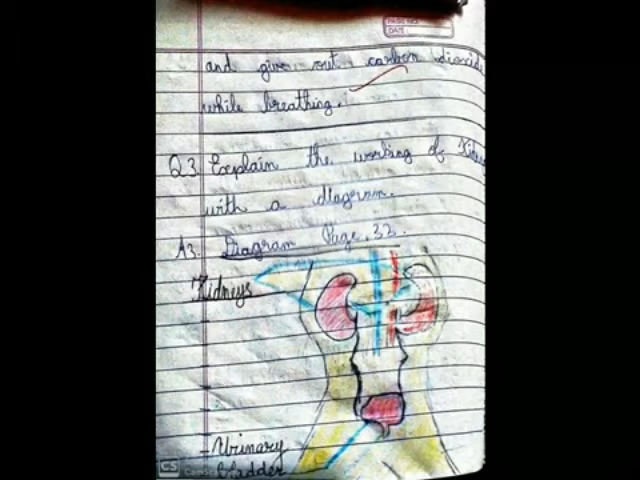 PAGE NO.
DATE:
and give out carbon dioxide
while breathing.
Q3. Explain the working of
with a diagram.
A3. Diagram Page 32.
Kidneys
Urinary
bladder
CS